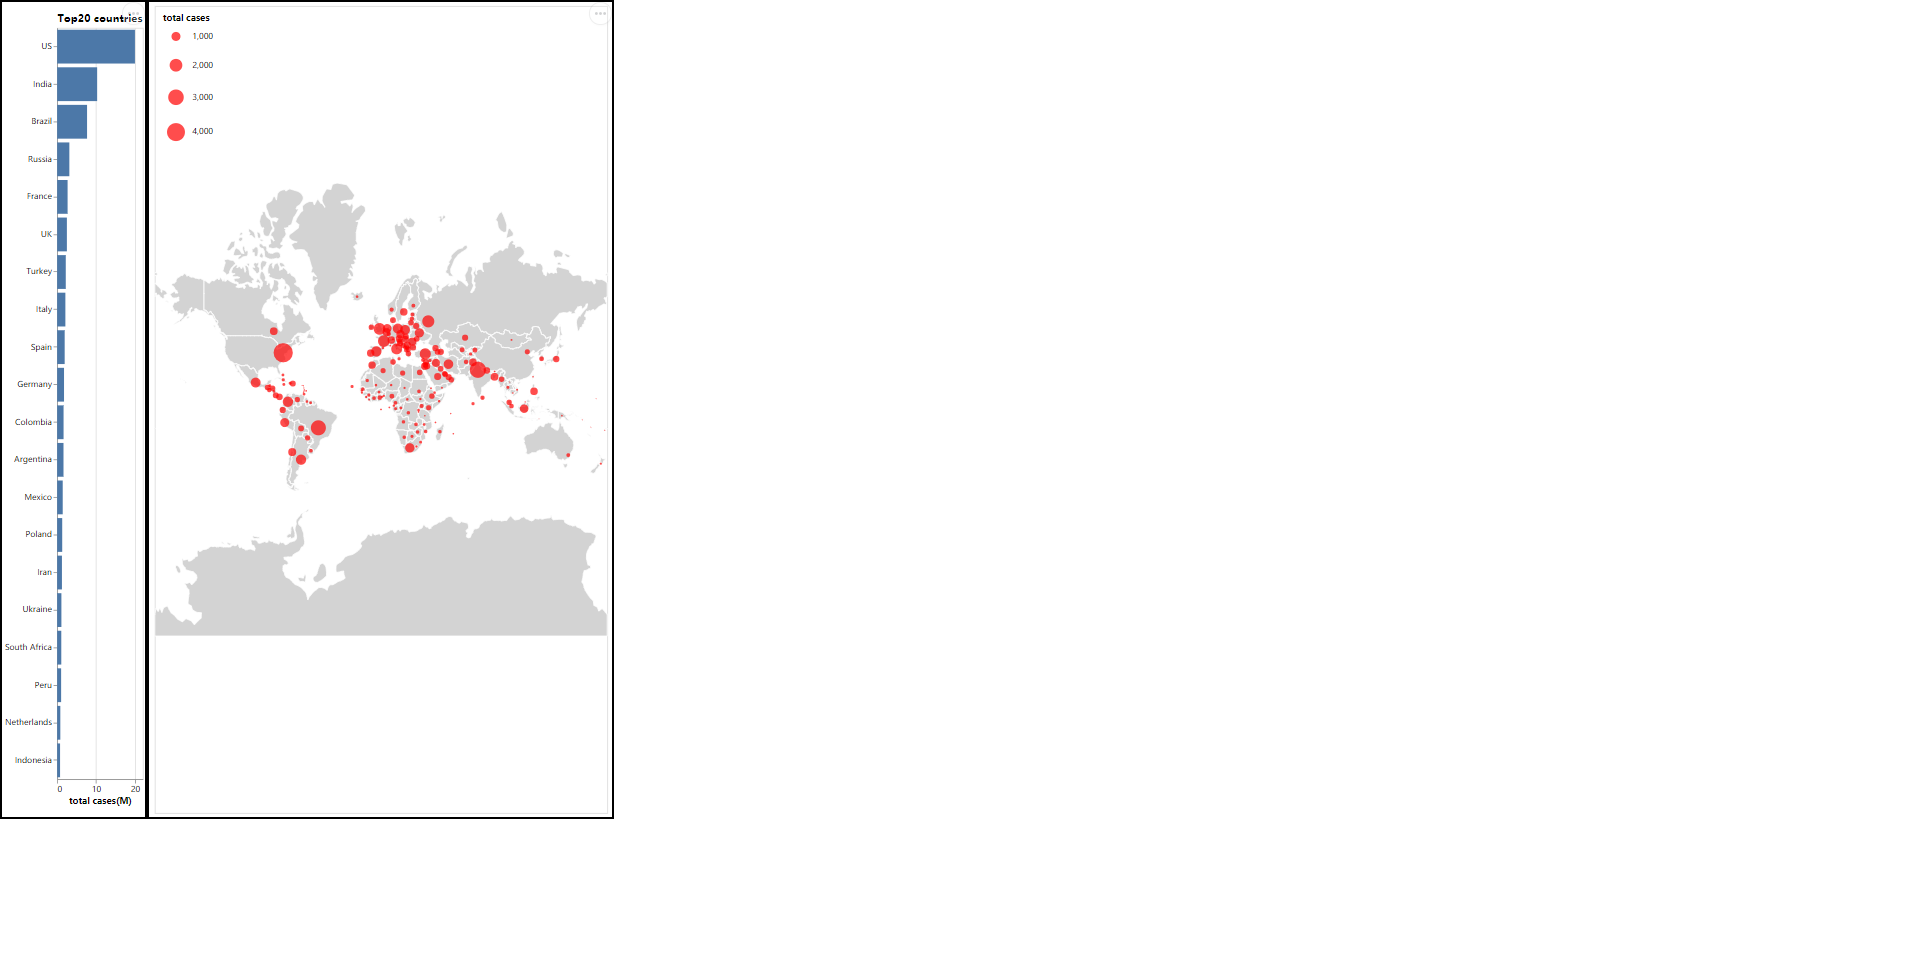 Top20 countries
US
India
Brazil
Russia
France
UK
Turkey
Italy
Spain
Germany
Colombia
Argentina
Mexico
Poland
Iran
Ukraine
South Africa
Peru
Netherlands
Indonesia
0 10 20
total cases(M)
total cases
1,000
2,000
3,000
4,000